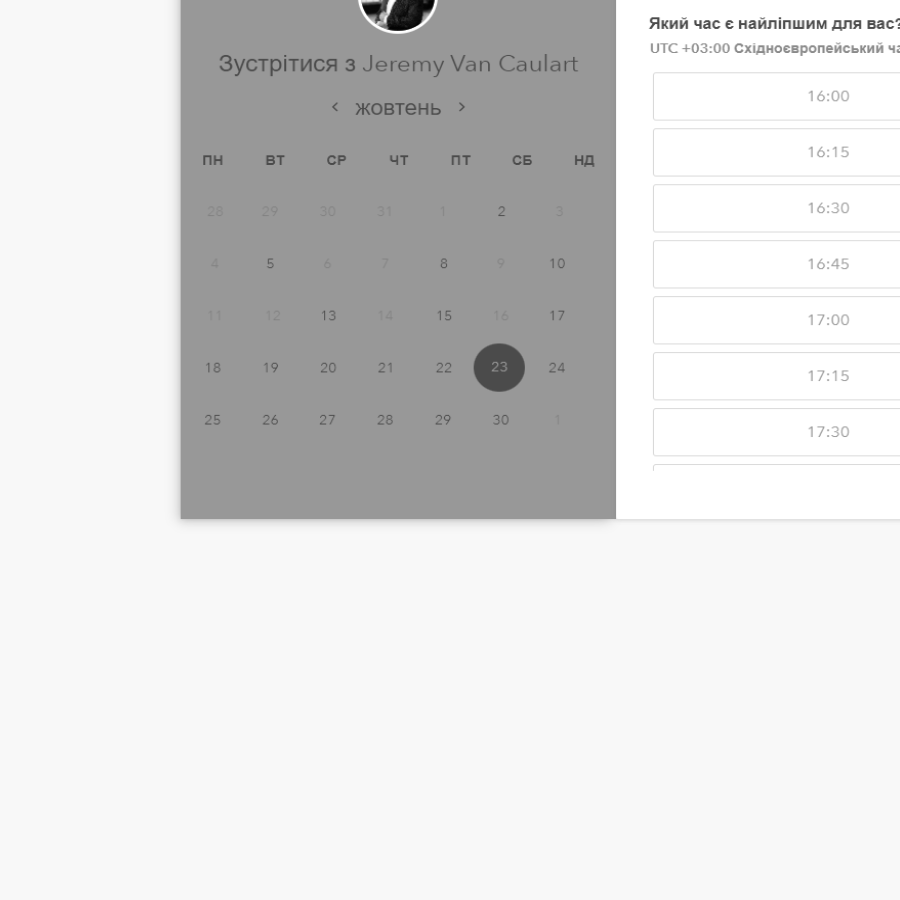 Зустрітися з Jeremy Van Caulart
жовтень
ПН ВТ СР ЧТ ПТ СБ НД
28 29 30 31 1 2 3
4 5 6 7 8 9 10
11 12 13 14 15 16 17
18 19 20 21 22 23 24
25 26 27 28 29 30 1
Який час є найліпшим для вас?
UTC +03:00 Східноєвропейський
16:00
16:15
16:30
16:45
17:00
17:15
17:30